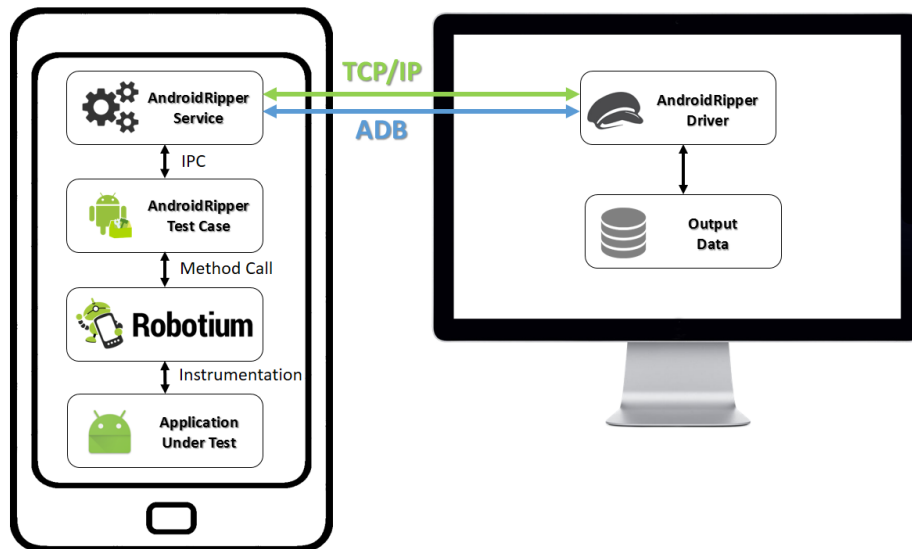 TCP/IP
ADB
AndroidRipper
Service
IPC
AndroidRipper
Test Case
Method Call
Robotium
Instrumentation
Application
Under Test
AndroidRipper
Driver
Output
Data